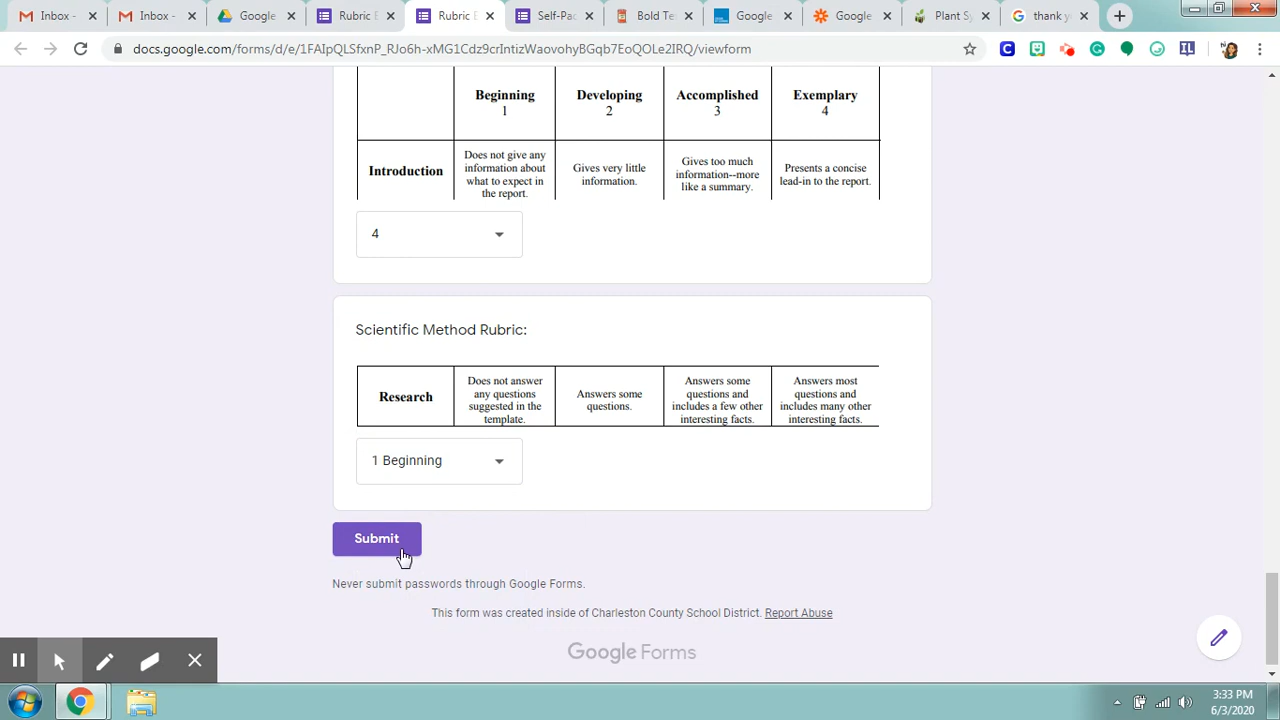 Inbox -
Inbox -
Google
Rubric E
Rubric E
Self-Pac
Bold Te
Google
Google
Plant S
thank y
docs.google.com/forms/d/e/1FAIpQLSfxnP_RJo6h-xMG1Cdz9crIntizWaovohyBGqb7EoQOLe2IRQ/viewform
Beginning Developing Accomplished Exemplary
1 2 3 4
Introduction
Does not give any
information about
what to expect in
the report.
Gives very little
information.
Gives too much
information--more
like a summary.
Presents a concise
lead-in to the report.
4
Scientific Method Rubric:
Research
Does not answer
any questions
suggested in the
template.
Answers some
questions.
Answers some
questions and
includes a few other
interesting facts.
Answers most
questions and
includes many other
interesting facts.
1 Beginning
Submit
Never submit passwords through Google Forms.
This form was created inside of Charleston County School District. Report Abuse
Google Forms
3:33 PM
6/3/2020